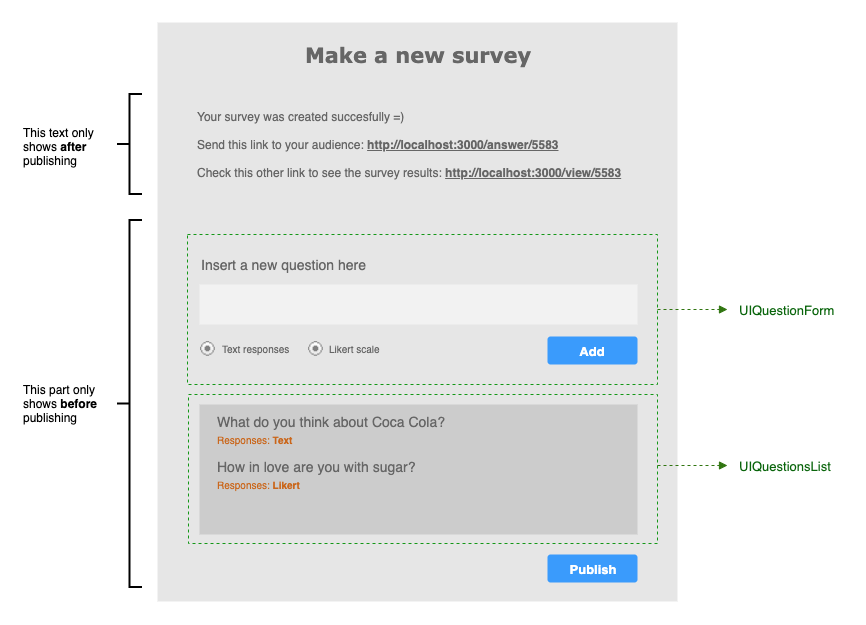 Make a new survey
This text only
shows after
publishing
Your survey was created succesfully =)
Send this link to your audience: http://localhost:3000/answer/5583
Check this other link to see the survey results: http://localhost:3000/view/5583
Insert a new question here
UIQuestionForm
Text responses
Likert scale
Add
This part only
shows before
publishing
What do you think about Coca Cola?
Responses: Text
How in love are you with sugar?
Responses: Likert
UIQuestionsList
Publish